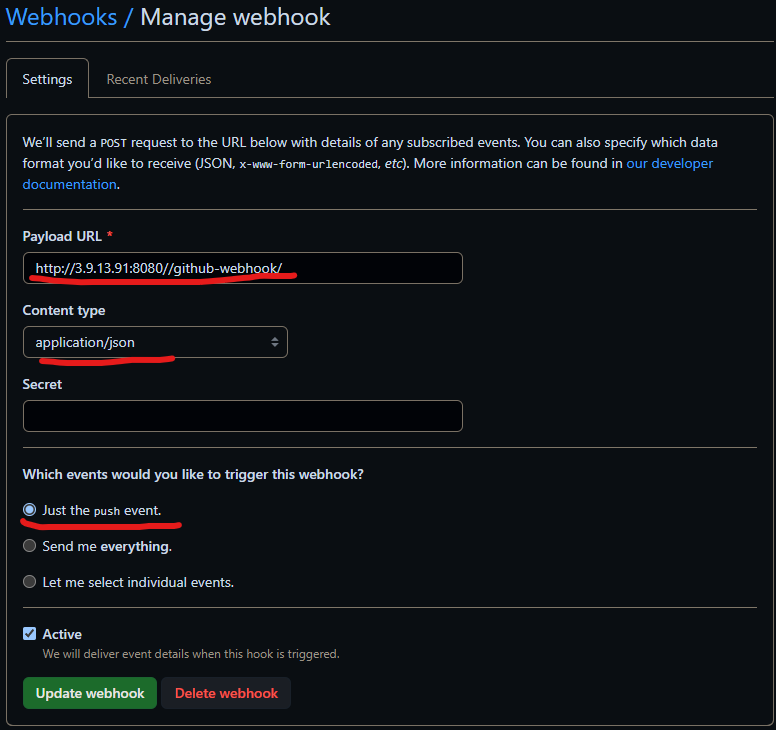 Webhooks / Manage webhook
Settings
Recent Deliveries
We'll send a POST request to the URL below with details of any subscribed events. You can also specify which data
format you'd like to receive (JSON, x-www-form-urlencoded, etc). More information can be found in our developer
documentation.
Payload URL *
http://3.9.13.91:8080//github-webhook/
Content type
application/json
Secret
Which events would you like to trigger this webhook?
Just the push event.
Send me everything.
Let me select individual events.
Active
We will deliver event details when this hook is triggered.
Update webhook
Delete webhook